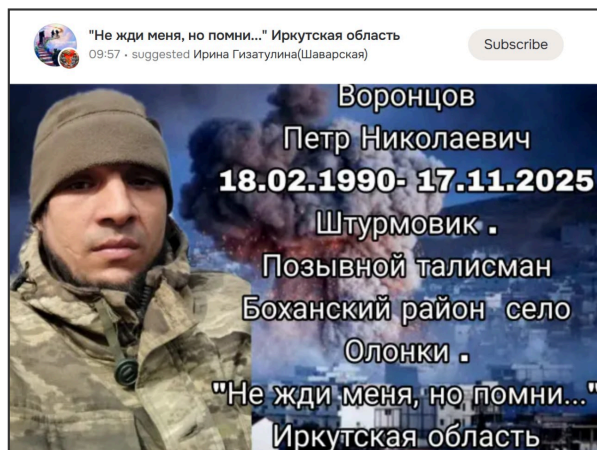 "Не жди меня, но помни..." Иркутская область
09:57 · suggested Ирина Гизатулина(Шаварская)
Subscribe
Воронцов
Петр Николаевич
18.02.1990- 17.11.2025
Штурмовик .
Позывной талисман
Боханский район село
Олонки .
"Не жди меня, но помни..."
Иркутская область